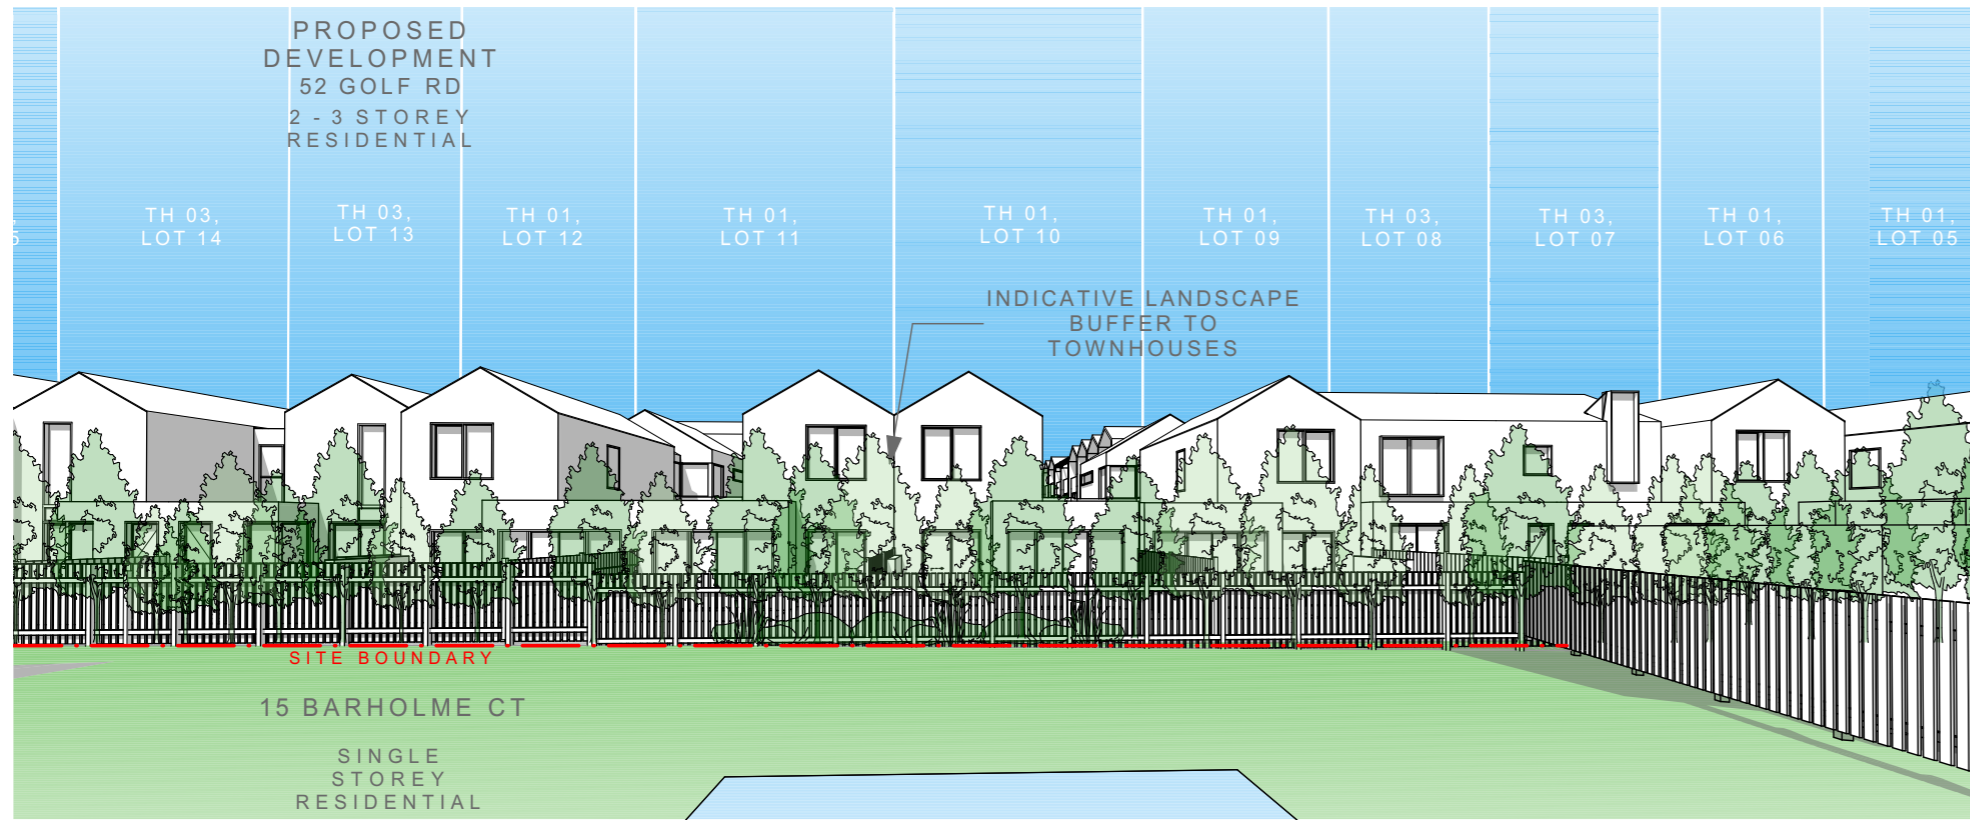 PROPOSED
DEVELOPMENT
52 GOLF RD
2 - 3 STOREY
RESIDENTIAL
TH 03,
LOT 14
TH 03,
LOT 13
TH 01,
LOT 12
TH 01,
LOT 11
TH 01,
LOT 10
TH 01,
LOT 09
TH 03,
LOT 08
TH 03,
LOT 07
TH 01,
LOT 06
TH 01,
LOT 05
INDICATIVE LANDSCAPE
BUFFER TO
TOWNHOUSES
SITE BOUNDARY
15 BARHOLME CT
SINGLE
STOREY
RESIDENTIAL